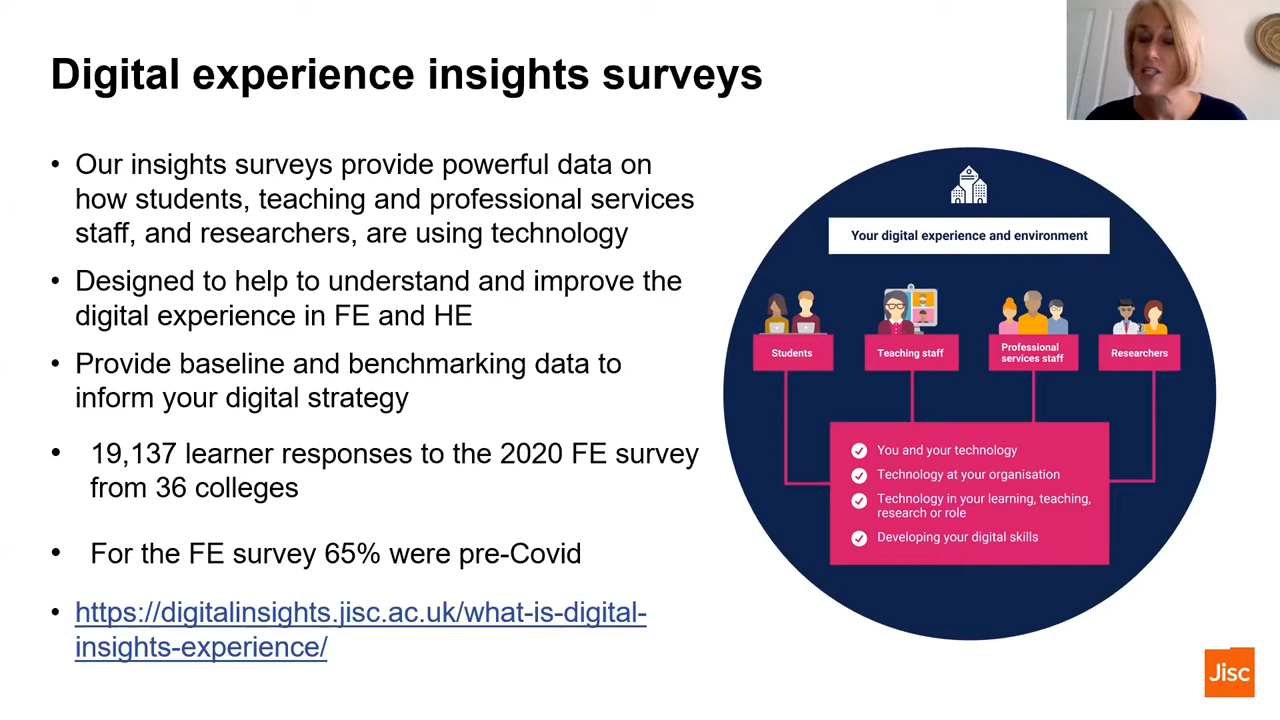 Digital experience insights surveys
• Our insights surveys provide powerful data on
how students, teaching and professional services
staff, and researchers, are using technology
• Designed to help to understand and improve the
digital experience in FE and HE
• Provide baseline and benchmarking data to
inform your digital strategy
• 19,137 learner responses to the 2020 FE survey
from 36 colleges
• For the FE survey 65% were pre-Covid
• https://digitalinsights.jisc.ac.uk/what-is-digital-
insights-experience/
Your digital experience and environment
Students
Teaching staff
Professional
services staff
Researchers
You and your technology
Technology at your organisation
Technology in your learning, teaching,
research or role
Developing your digital skills
Jisc